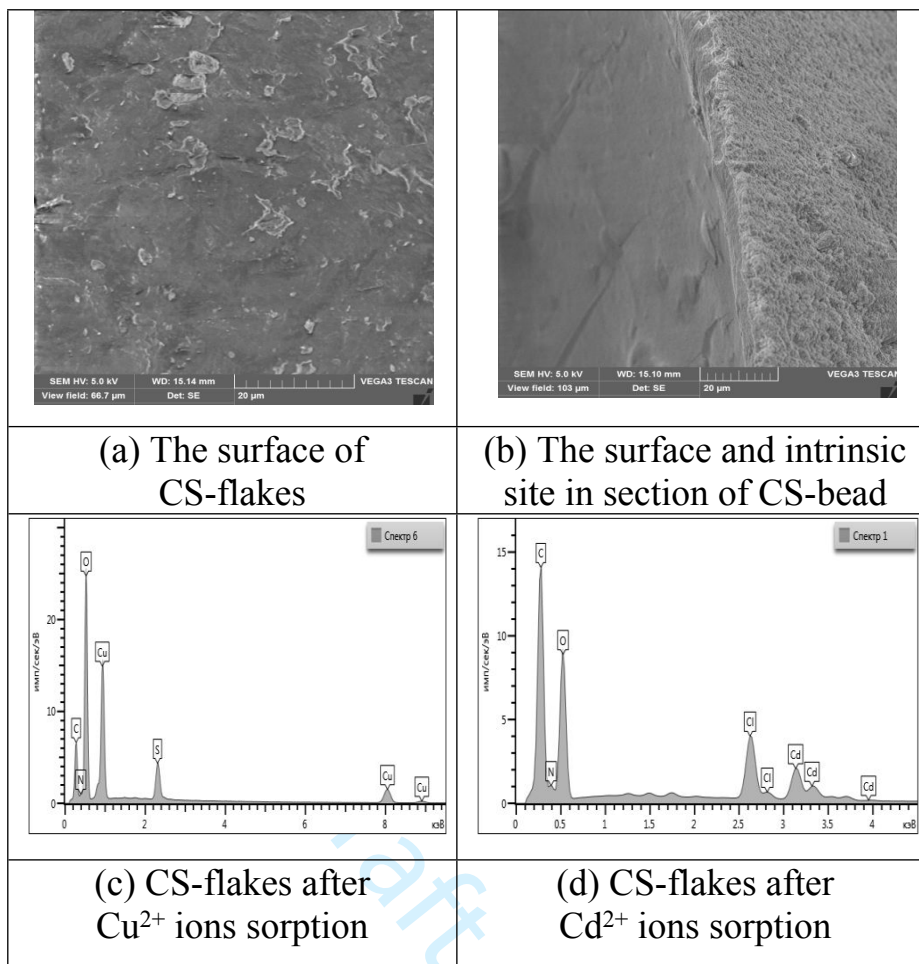 SEM HV: 5.0 kV WD: 15.14 mm VEGA3 TESCAN
View field: 66.7 µm Det: SE 20 µm
SEM HV: 5.0 kV WD: 15.10 mm VEGA3 TESCAN
View field: 103 µm Det: SE 20 µm
(a) The surface of
CS-flakes
(b) The surface and intrinsic
site in section of CS-bead
Спектр 6
имп/сек/эВ
20
10
0
C
N
O
Cu
S
Cu
Cu
0 2 4 6 8 кэВ
Спектр 1
имп/сек/эВ
15
10
5
0
C
N
O
Cl
Cl
Cd
Cd
Cd
0 0.5 1 1.5 2 2.5 3 3.5 4 кэВ
(c) CS-flakes after
Cu²⁺ ions sorption
(d) CS-flakes after
Cd²⁺ ions sorption